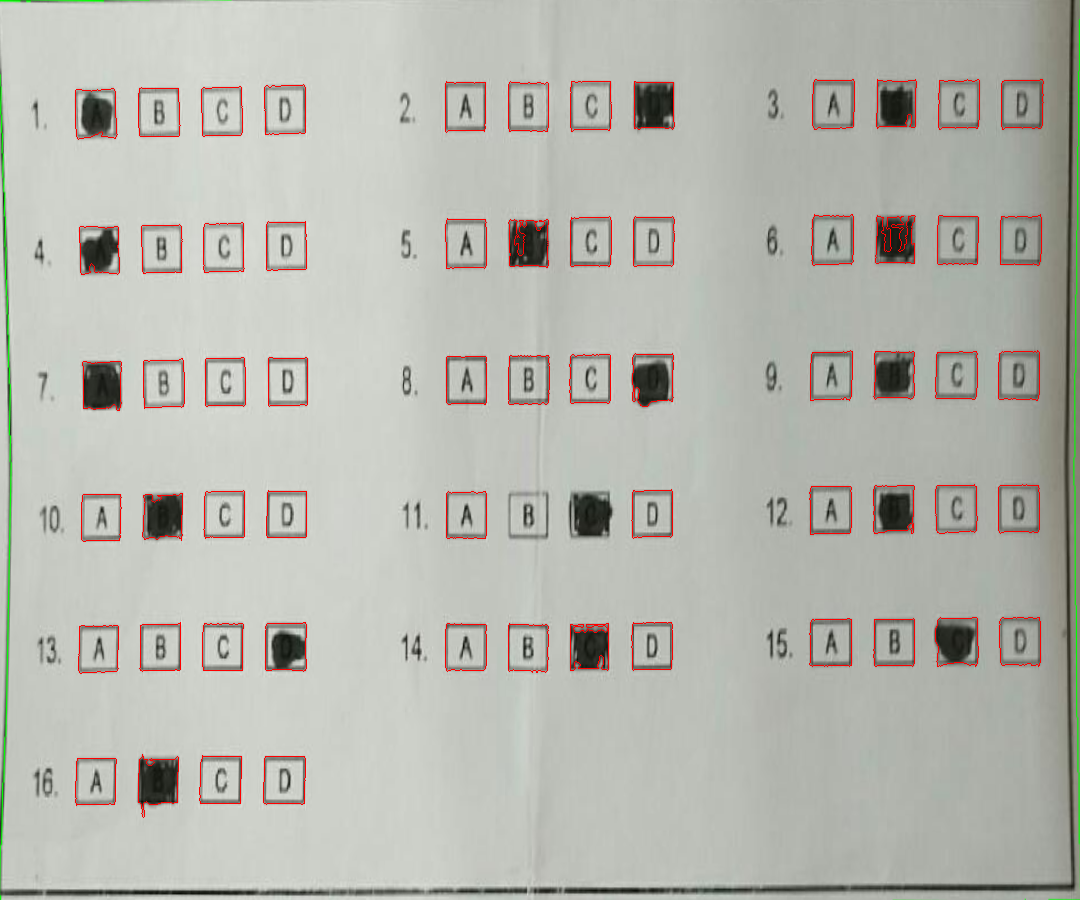 1. A B C D 2. A B C D 3. A C D
4. A B C D 5. A C D 6. A C D
7. A B C D 8. A B C D 9. A B C D
10. A B C D 11. A B C D 12. A B C D
13. A B C D 14. A B C D 15. A B C D
16. A B C D